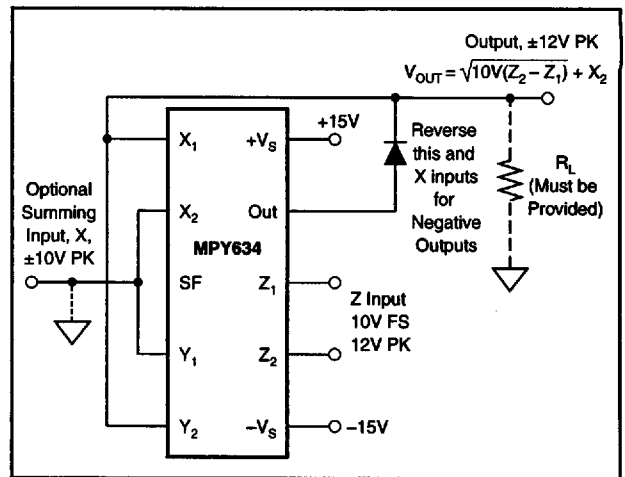 Output, ±12V PK
V_OUT = √10V(Z₂ – Z₁) + X₂
+15V
X₁
+V_S
Reverse
this and
X inputs
for
Negative
Outputs
R_L
(Must be
Provided)
Optional
Summing
Input, X,
±10V PK
X₂
Out
MPY634
SF
Z₁
Z Input
10V FS
12V PK
Y₁
Z₂
Y₂
–V_S
–15V